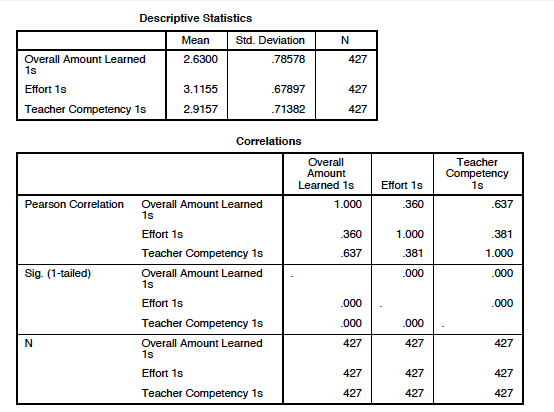 Descriptive Statistics
Mean Std. Deviation N
Overall Amount Learned 1s 2.6300 .78578 427
Effort 1s 3.1155 .67897 427
Teacher Competency 1s 2.9157 .71382 427
Correlations
Overall Amount Learned 1s Effort 1s Teacher Competency 1s
Pearson Correlation Overall Amount Learned 1s 1.000 .360 .637
Effort 1s .360 1.000 .381
Teacher Competency 1s .637 .381 1.000
Sig. (1-tailed) Overall Amount Learned 1s . .000 .000
Effort 1s .000 . .000
Teacher Competency 1s .000 .000 .
N Overall Amount Learned 1s 427 427 427
Effort 1s 427 427 427
Teacher Competency 1s 427 427 427